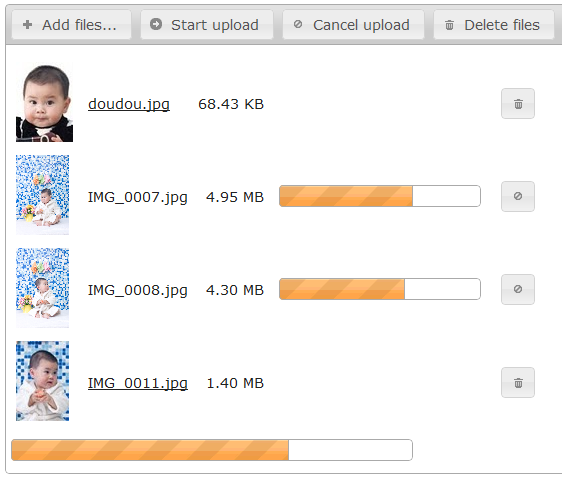 Add files... Start upload Cancel upload Delete files
doudou.jpg 68.43 KB
IMG_0007.jpg 4.95 MB
IMG_0008.jpg 4.30 MB
IMG_0011.jpg 1.40 MB